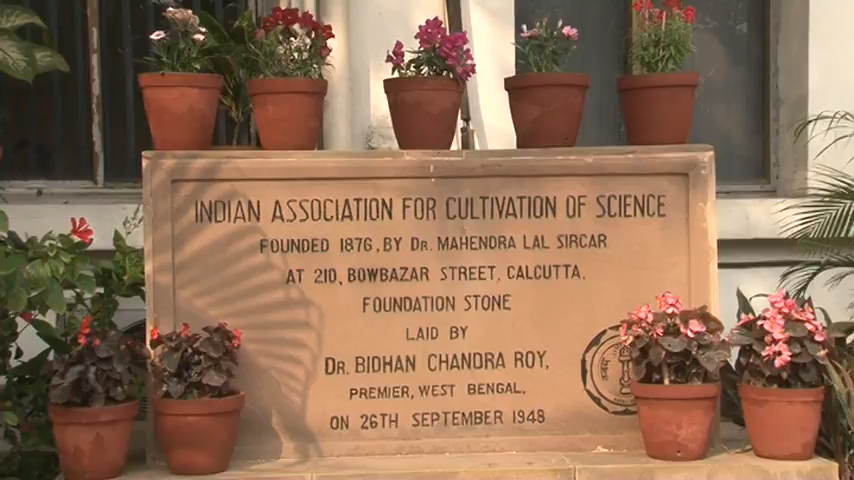 INDIAN ASSOCIATION FOR CULTIVATION OF SCIENCE
FOUNDED 1876, BY DR. MAHENDRA LAL SIRCAR
AT 210, BOWBAZAR STREET, CALCUTTA.
FOUNDATION STONE
LAID BY
DR. BIDHAN CHANDRA ROY,
PREMIER, WEST BENGAL,
ON 26TH SEPTEMBER 1948